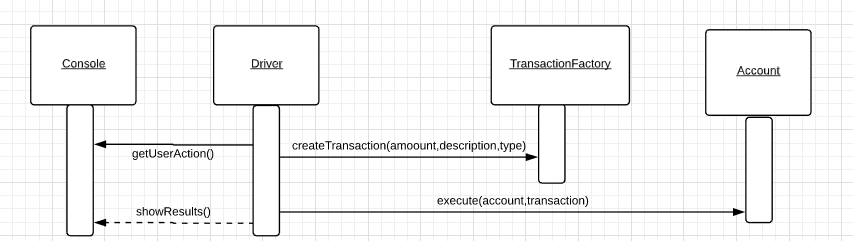 Console
Driver
TransactionFactory
Account
createTransaction(amoount,description,type)
getUserAction()
execute(account,transaction)
showResults()